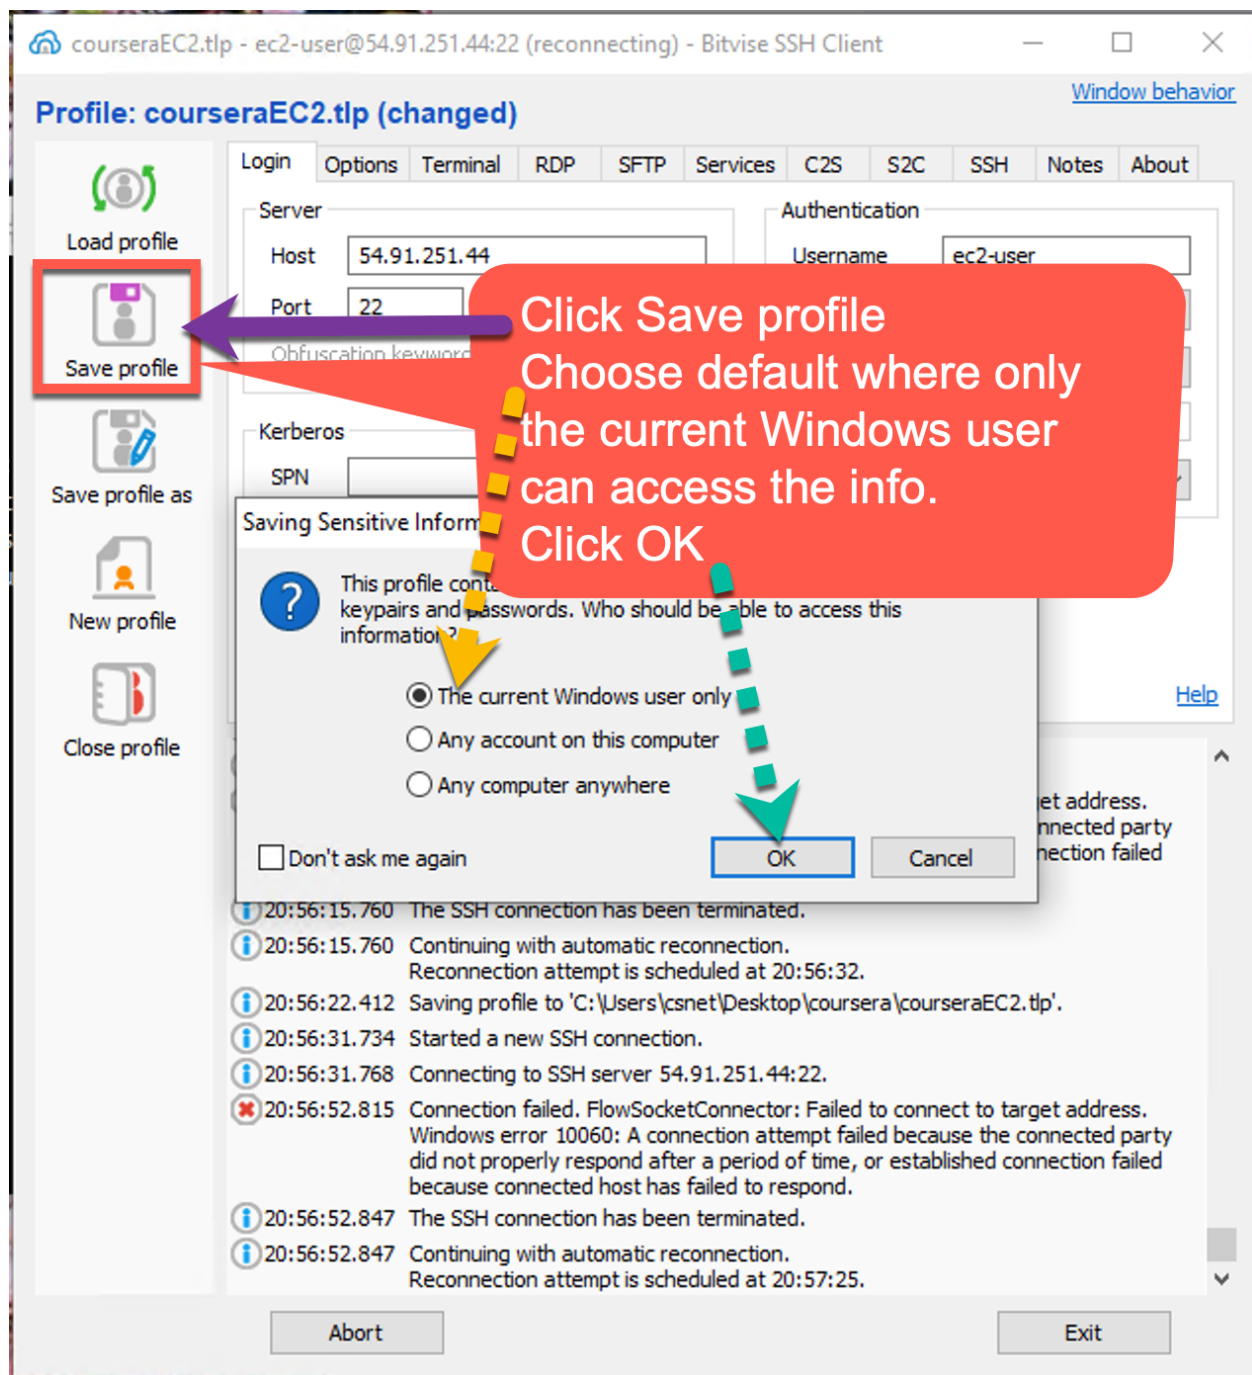 courseraEC2.tlp - ec2-user@54.91.251.44:22 (reconnecting) - Bitvise SSH Client
Window behavior
Profile: courseraEC2.tlp (changed)
Load profile
Save profile
Save profile as
New profile
Close profile
Login Options Terminal RDP SFTP Services C2S S2C SSH Notes About
Server
Host 54.91.251.44
Port 22
Obfuscation keyword
Authentication
Username ec2-user
Kerberos
SPN
Click Save profile
Choose default where only
the current Windows user
can access the info.
Click OK
Saving Sensitive
This profile
keypairs and passwords. Who should be able to access this
information?
The current Windows user only
Any account on this computer
Any computer anywhere
Don't ask me again
OK Cancel
Help
get address.
nnected party
nection failed
20:56:15.760 The SSH connection has been terminated.
20:56:15.760 Continuing with automatic reconnection.
Reconnection attempt is scheduled at 20:56:32.
20:56:22.412 Saving profile to 'C:\Users\csnet\Desktop\coursera\courseraEC2.tlp'.
20:56:31.734 Started a new SSH connection.
20:56:31.768 Connecting to SSH server 54.91.251.44:22.
20:56:52.815 Connection failed. FlowSocketConnector: Failed to connect to target address.
Windows error 10060: A connection attempt failed because the connected party
did not properly respond after a period of time, or established connection failed
because connected host has failed to respond.
20:56:52.847 The SSH connection has been terminated.
20:56:52.847 Continuing with automatic reconnection.
Reconnection attempt is scheduled at 20:57:25.
Abort Exit